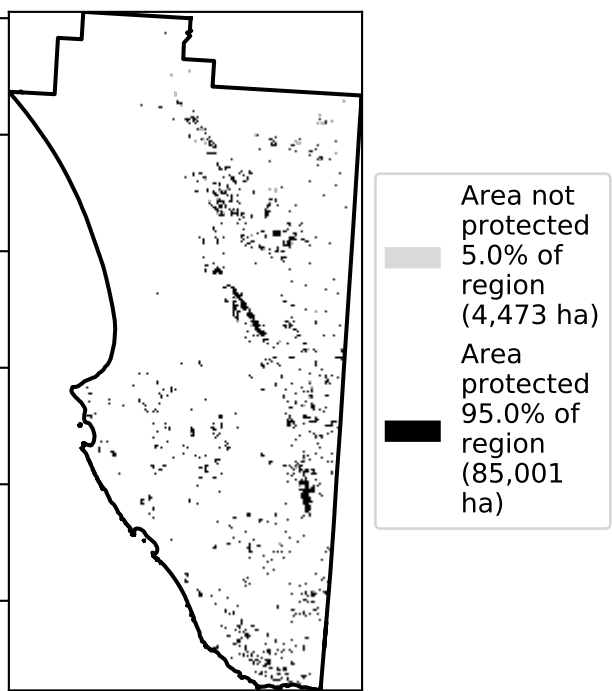 Area not
protected
5.0% of
region
(4,473 ha)
Area
protected
95.0% of
region
(85,001
ha)